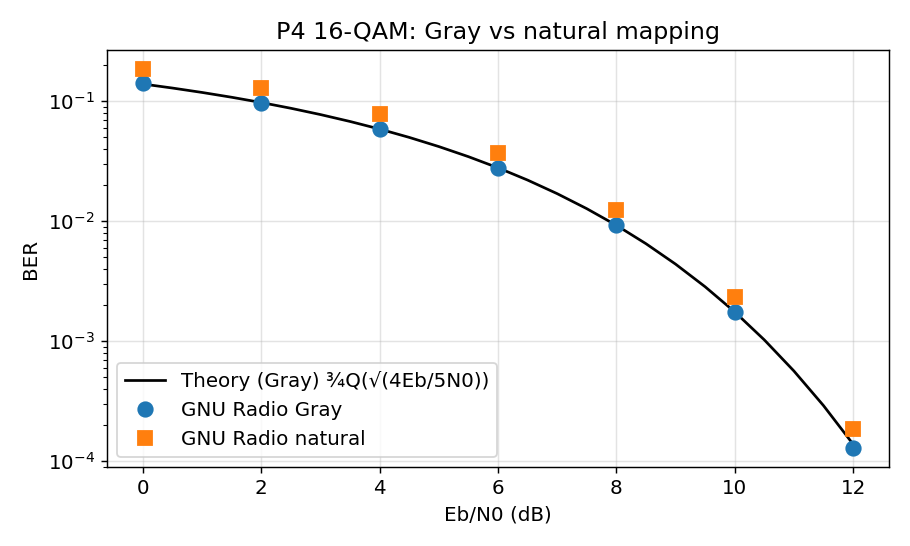 P4 16-QAM: Gray vs natural mapping
BER
10⁻¹
10⁻²
10⁻³
10⁻⁴
Theory (Gray) ¾Q(√(4Eb/5N0))
GNU Radio Gray
GNU Radio natural
0 2 4 6 8 10 12
Eb/N0 (dB)